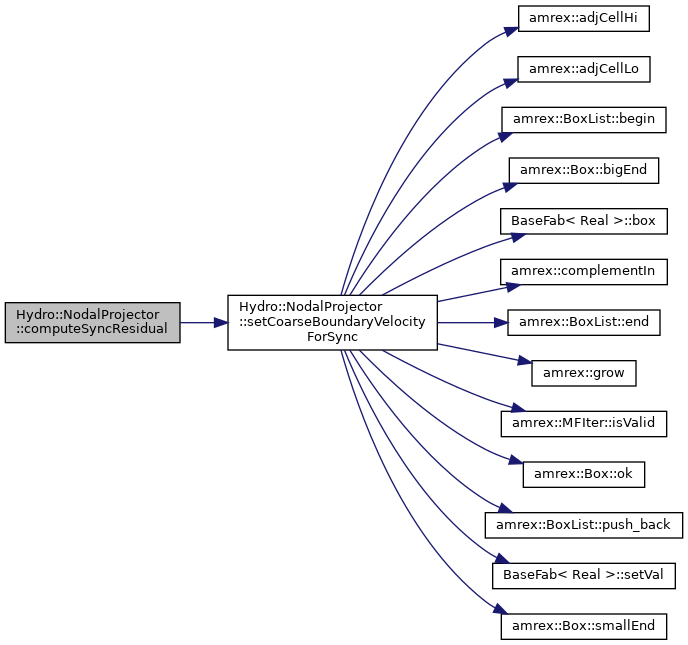 Hydro::NodalProjector
::computeSyncResidual
Hydro::NodalProjector
::setCoarseBoundaryVelocity
ForSync
amrex::adjCellHi
amrex::adjCellLo
amrex::BoxList::begin
amrex::Box::bigEnd
BaseFab< Real >::box
amrex::complementIn
amrex::BoxList::end
amrex::grow
amrex::MFIter::isValid
amrex::Box::ok
amrex::BoxList::push_back
BaseFab< Real >::setVal
amrex::Box::smallEnd